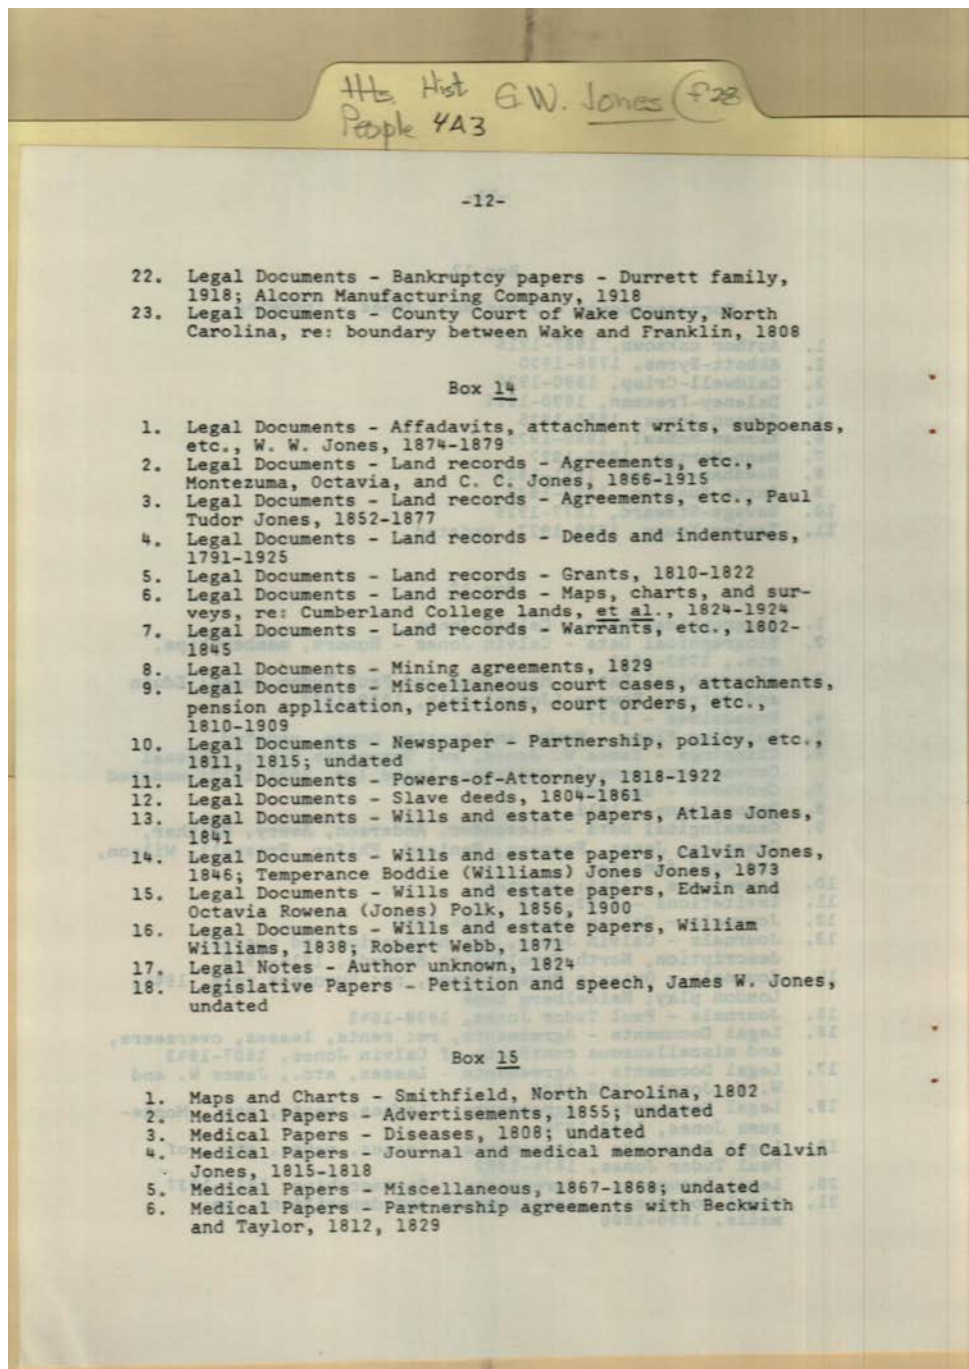 Hts. Hist G.W. Jones (f28
People 4A3
-12-
22. Legal Documents - Bankruptcy papers - Durrett family,
1918; Alcorn Manufacturing Company, 1918
23. Legal Documents - County Court of Wake County, North
Carolina, re: boundary between Wake and Franklin, 1808
Box 14
1. Legal Documents - Affadavits, attachment writs, subpoenas,
etc., W. W. Jones, 1874-1879
2. Legal Documents - Land records - Agreements, etc.,
Montezuma, Octavia, and C. C. Jones, 1866-1915
3. Legal Documents - Land records - Agreements, etc., Paul
Tudor Jones, 1852-1877
4. Legal Documents - Land records - Deeds and indentures,
1791-1925
5. Legal Documents - Land records - Grants, 1810-1822
6. Legal Documents - Land records - Maps, charts, and sur-
veys, re: Cumberland College lands, et al., 1824-1924
7. Legal Documents - Land records - Warrants, etc., 1802-
1845
8. Legal Documents - Mining agreements, 1829
9. Legal Documents - Miscellaneous court cases, attachments,
pension application, petitions, court orders, etc.,
1810-1909
10. Legal Documents - Newspaper - Partnership, policy, etc.,
1811, 1815; undated
11. Legal Documents - Powers-of-Attorney, 1818-1922
12. Legal Documents - Slave deeds, 1804-1861
13. Legal Documents - Wills and estate papers, Atlas Jones,
1841
14. Legal Documents - Wills and estate papers, Calvin Jones,
1846; Temperance Boddie (Williams) Jones Jones, 1873
15. Legal Documents - Wills and estate papers, Edwin and
Octavia Rowena (Jones) Polk, 1856, 1900
16. Legal Documents - Wills and estate papers, William
Williams, 1838; Robert Webb, 1871
17. Legal Notes - Author unknown, 1824
18. Legislative Papers - Petition and speech, James W. Jones,
undated
Box 15
1. Maps and Charts - Smithfield, North Carolina, 1802
2. Medical Papers - Advertisements, 1855; undated
3. Medical Papers - Diseases, 1808; undated
4. Medical Papers - Journal and medical memoranda of Calvin
Jones, 1815-1818
5. Medical Papers - Miscellaneous, 1867-1868; undated
6. Medical Papers - Partnership agreements with Beckwith
and Taylor, 1812, 1829